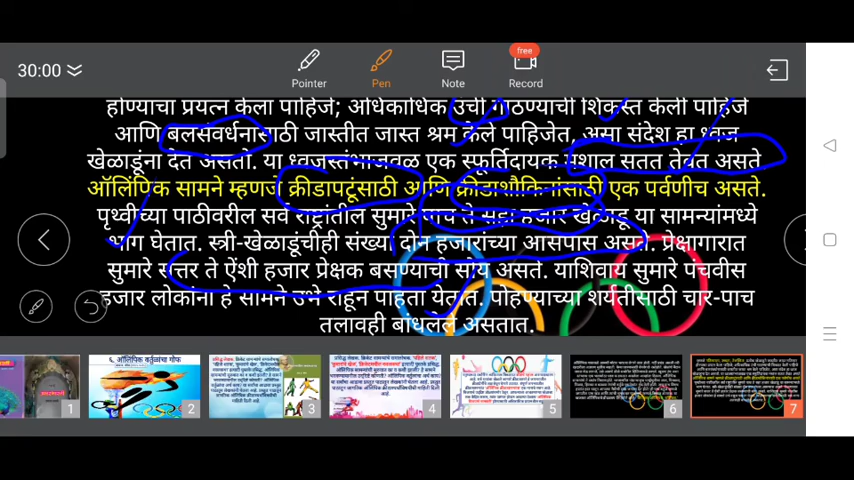 free
30:00
Pointer
Pen
Note
Record
होण्याचा प्रयत्न केला पाहिजे; अधिकाधिक उंची गाठण्याची शिकस्त केली पाहिजे
आणि बलसंवर्धनासाठी जास्तीत जास्त श्रम केले पाहिजेत, असा संदेश हा ध्वज
खेळाडूंना देत असतो. या ध्वजस्तंभाजवळ एक स्फूर्तिदायक मशाल सतत तेवत असते
ऑलिंपिक सामने म्हणजे क्रीडापटूंसाठी आणि क्रीडाशौकिनांसाठी एक पर्वणीच असते.
पृथ्वीच्या पाठीवरील सर्व राष्ट्रांतील सुमारे पाच ते सहा हजार खेळाडू या सामन्यांमध्ये
भाग घेतात. स्त्री-खेळाडूंचीही संख्या दोन हजारांच्या आसपास असते. प्रेक्षागारात
सुमारे सत्तर ते ऐंशी हजार प्रेक्षक बसण्याची सोय असते. याशिवाय सुमारे पंचवीस
हजार लोकांना हे सामने उभे राहून पाहता येतात. पोहण्याच्या शर्यतीसाठी चार-पाच
तलावही बांधलेले असतात.
६. ऑलिंपिक वर्तुळांचा गोफ
1
2
3
4
5
6
7